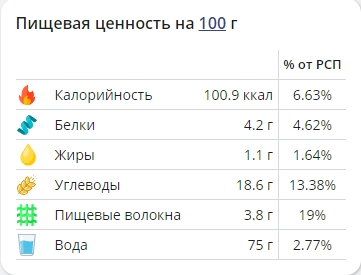 Пищевая ценность на 100 г
% от РСП
Калорийность 100.9 ккал 6.63%
Белки 4.2 г 4.62%
Жиры 1.1 г 1.64%
Углеводы 18.6 г 13.38%
Пищевые волокна 3.8 г 19%
Вода 75 г 2.77%